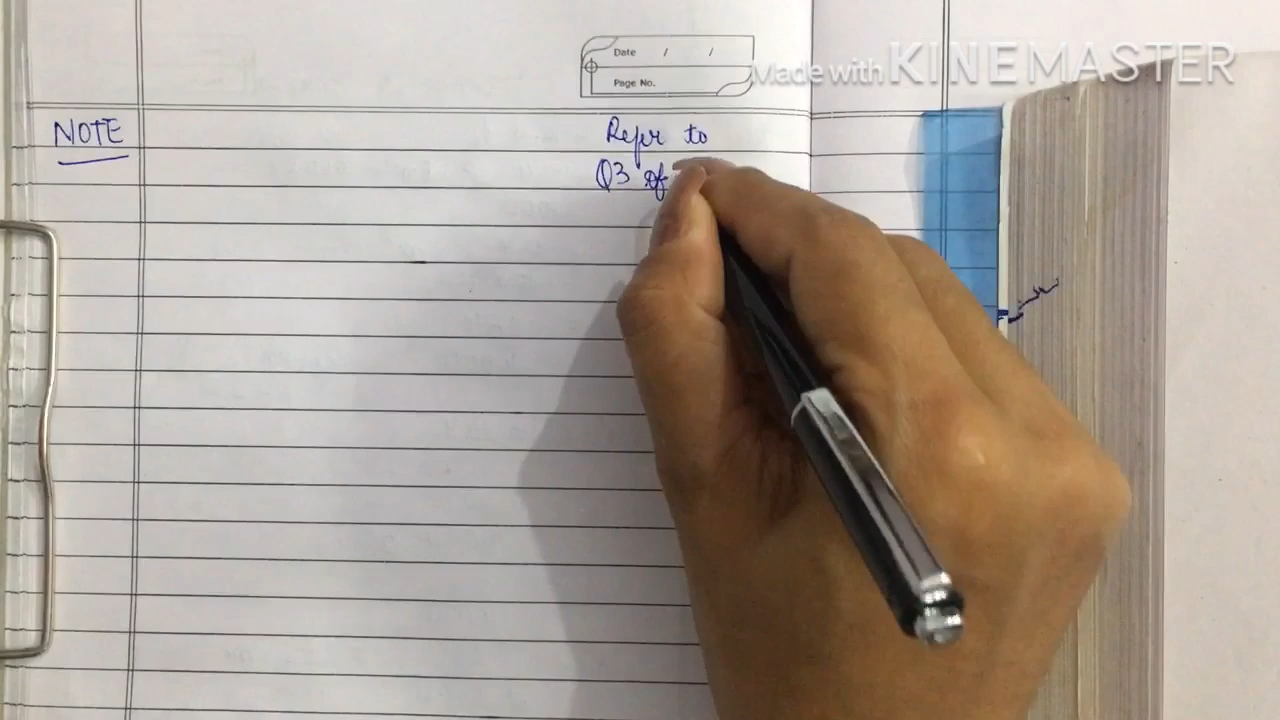 Date / /
Page No.
Made with KINEMASTER
NOTE
Refer to
Q3 of